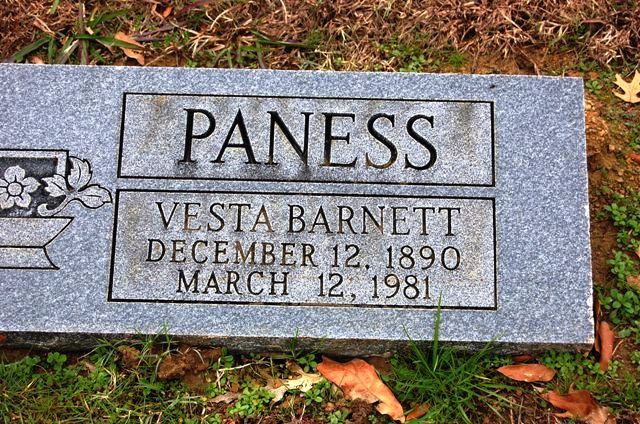 PANESS
VESTA BARNETT
DECEMBER 12, 1890
MARCH 12, 1981